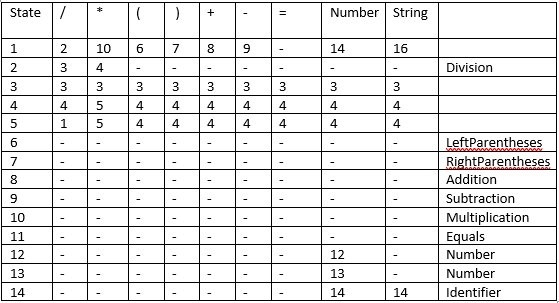 State / * ( ) + - = Number String
1 2 10 6 7 8 9 - 14 16
2 3 4 - - - - - - - Division
3 3 3 3 3 3 3 3 3 3
4 4 5 4 4 4 4 4 4 4
5 1 5 4 4 4 4 4 4 4
6 - - - - - - - - - LeftParentheses
7 - - - - - - - - - RightParentheses
8 - - - - - - - - - Addition
9 - - - - - - - - - Subtraction
10 - - - - - - - - - Multiplication
11 - - - - - - - - - Equals
12 - - - - - - - 12 - Number
13 - - - - - - - 13 - Number
14 - - - - - - - 14 14 Identifier